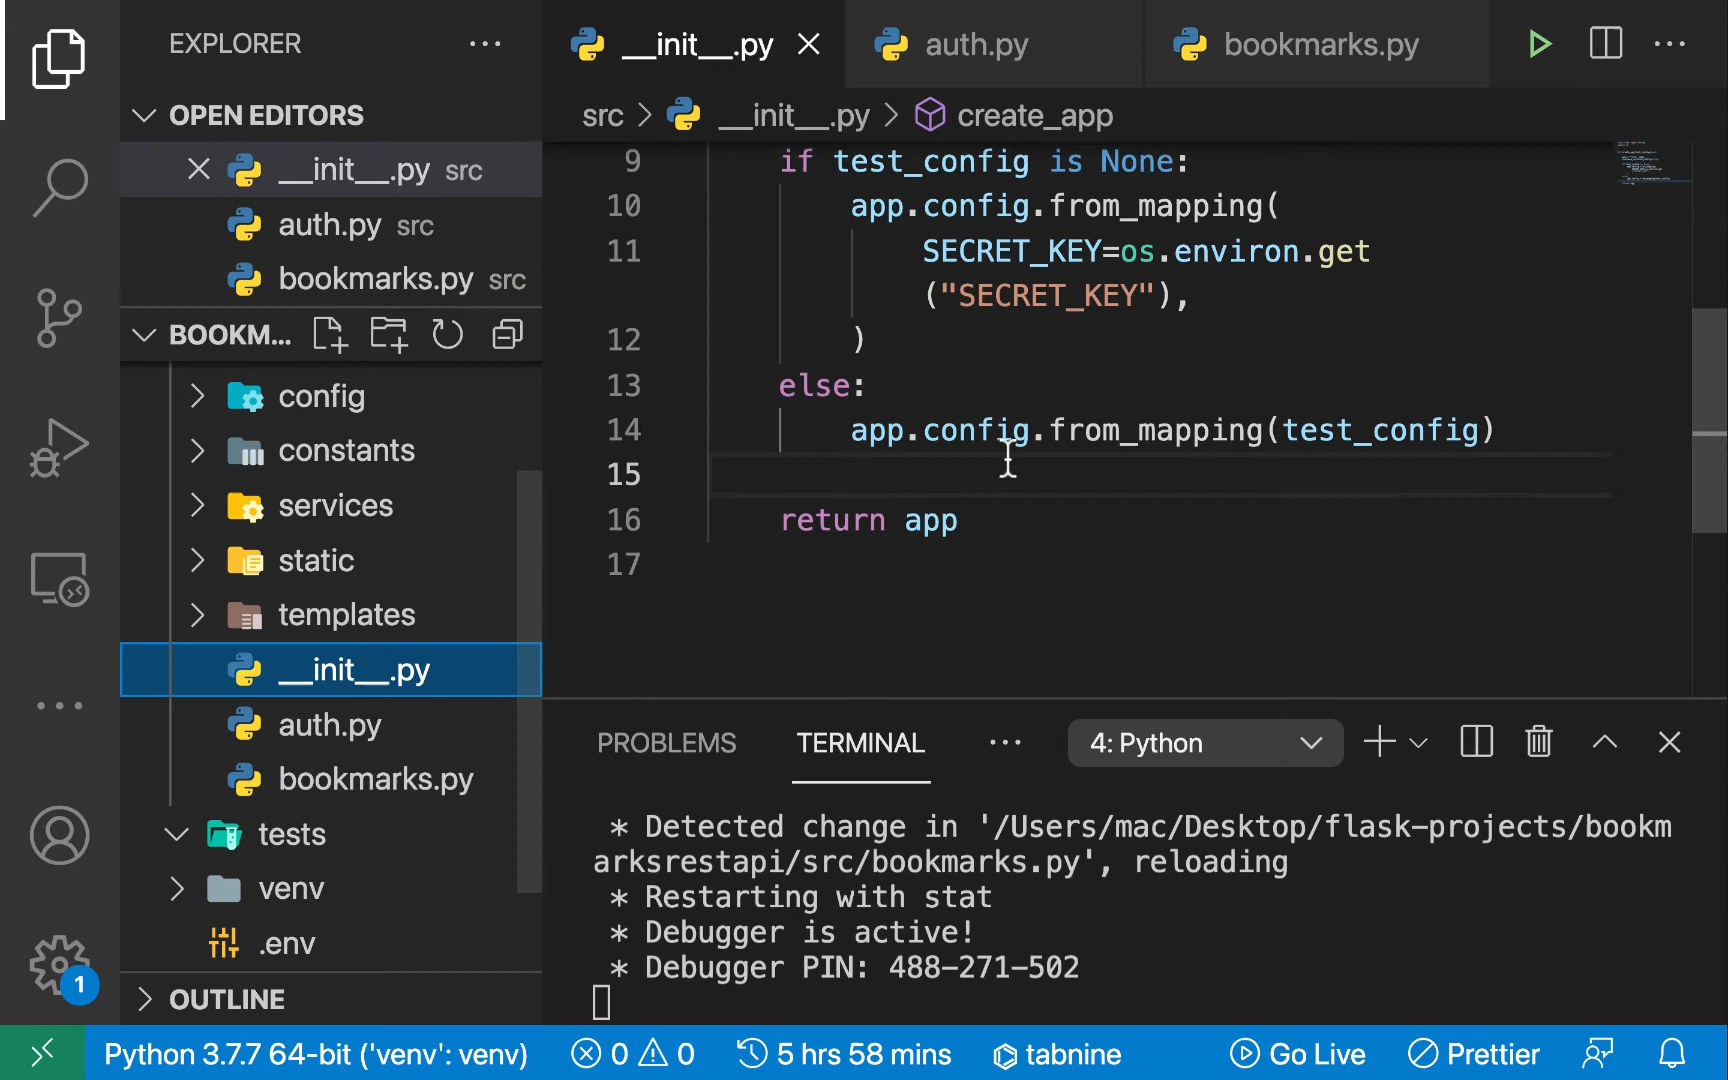 EXPLORER
OPEN EDITORS
__init__.py src
auth.py src
bookmarks.py src
BOOKM...
config
constants
services
static
templates
__init__.py
auth.py
bookmarks.py
tests
venv
.env
OUTLINE
__init__.py
auth.py
bookmarks.py
src > __init__.py > create_app
9 if test_config is None:
10 app.config.from_mapping(
11 SECRET_KEY=os.environ.get
("SECRET_KEY"),
12 )
13 else:
14 app.config.from_mapping(test_config)
15
16 return app
17
PROBLEMS TERMINAL 4: Python
* Detected change in '/Users/mac/Desktop/flask-projects/bookm
arksrestapi/src/bookmarks.py', reloading
* Restarting with stat
* Debugger is active!
* Debugger PIN: 488-271-502
1
Python 3.7.7 64-bit ('venv': venv) 0 0 5 hrs 58 mins tabnine Go Live Prettier